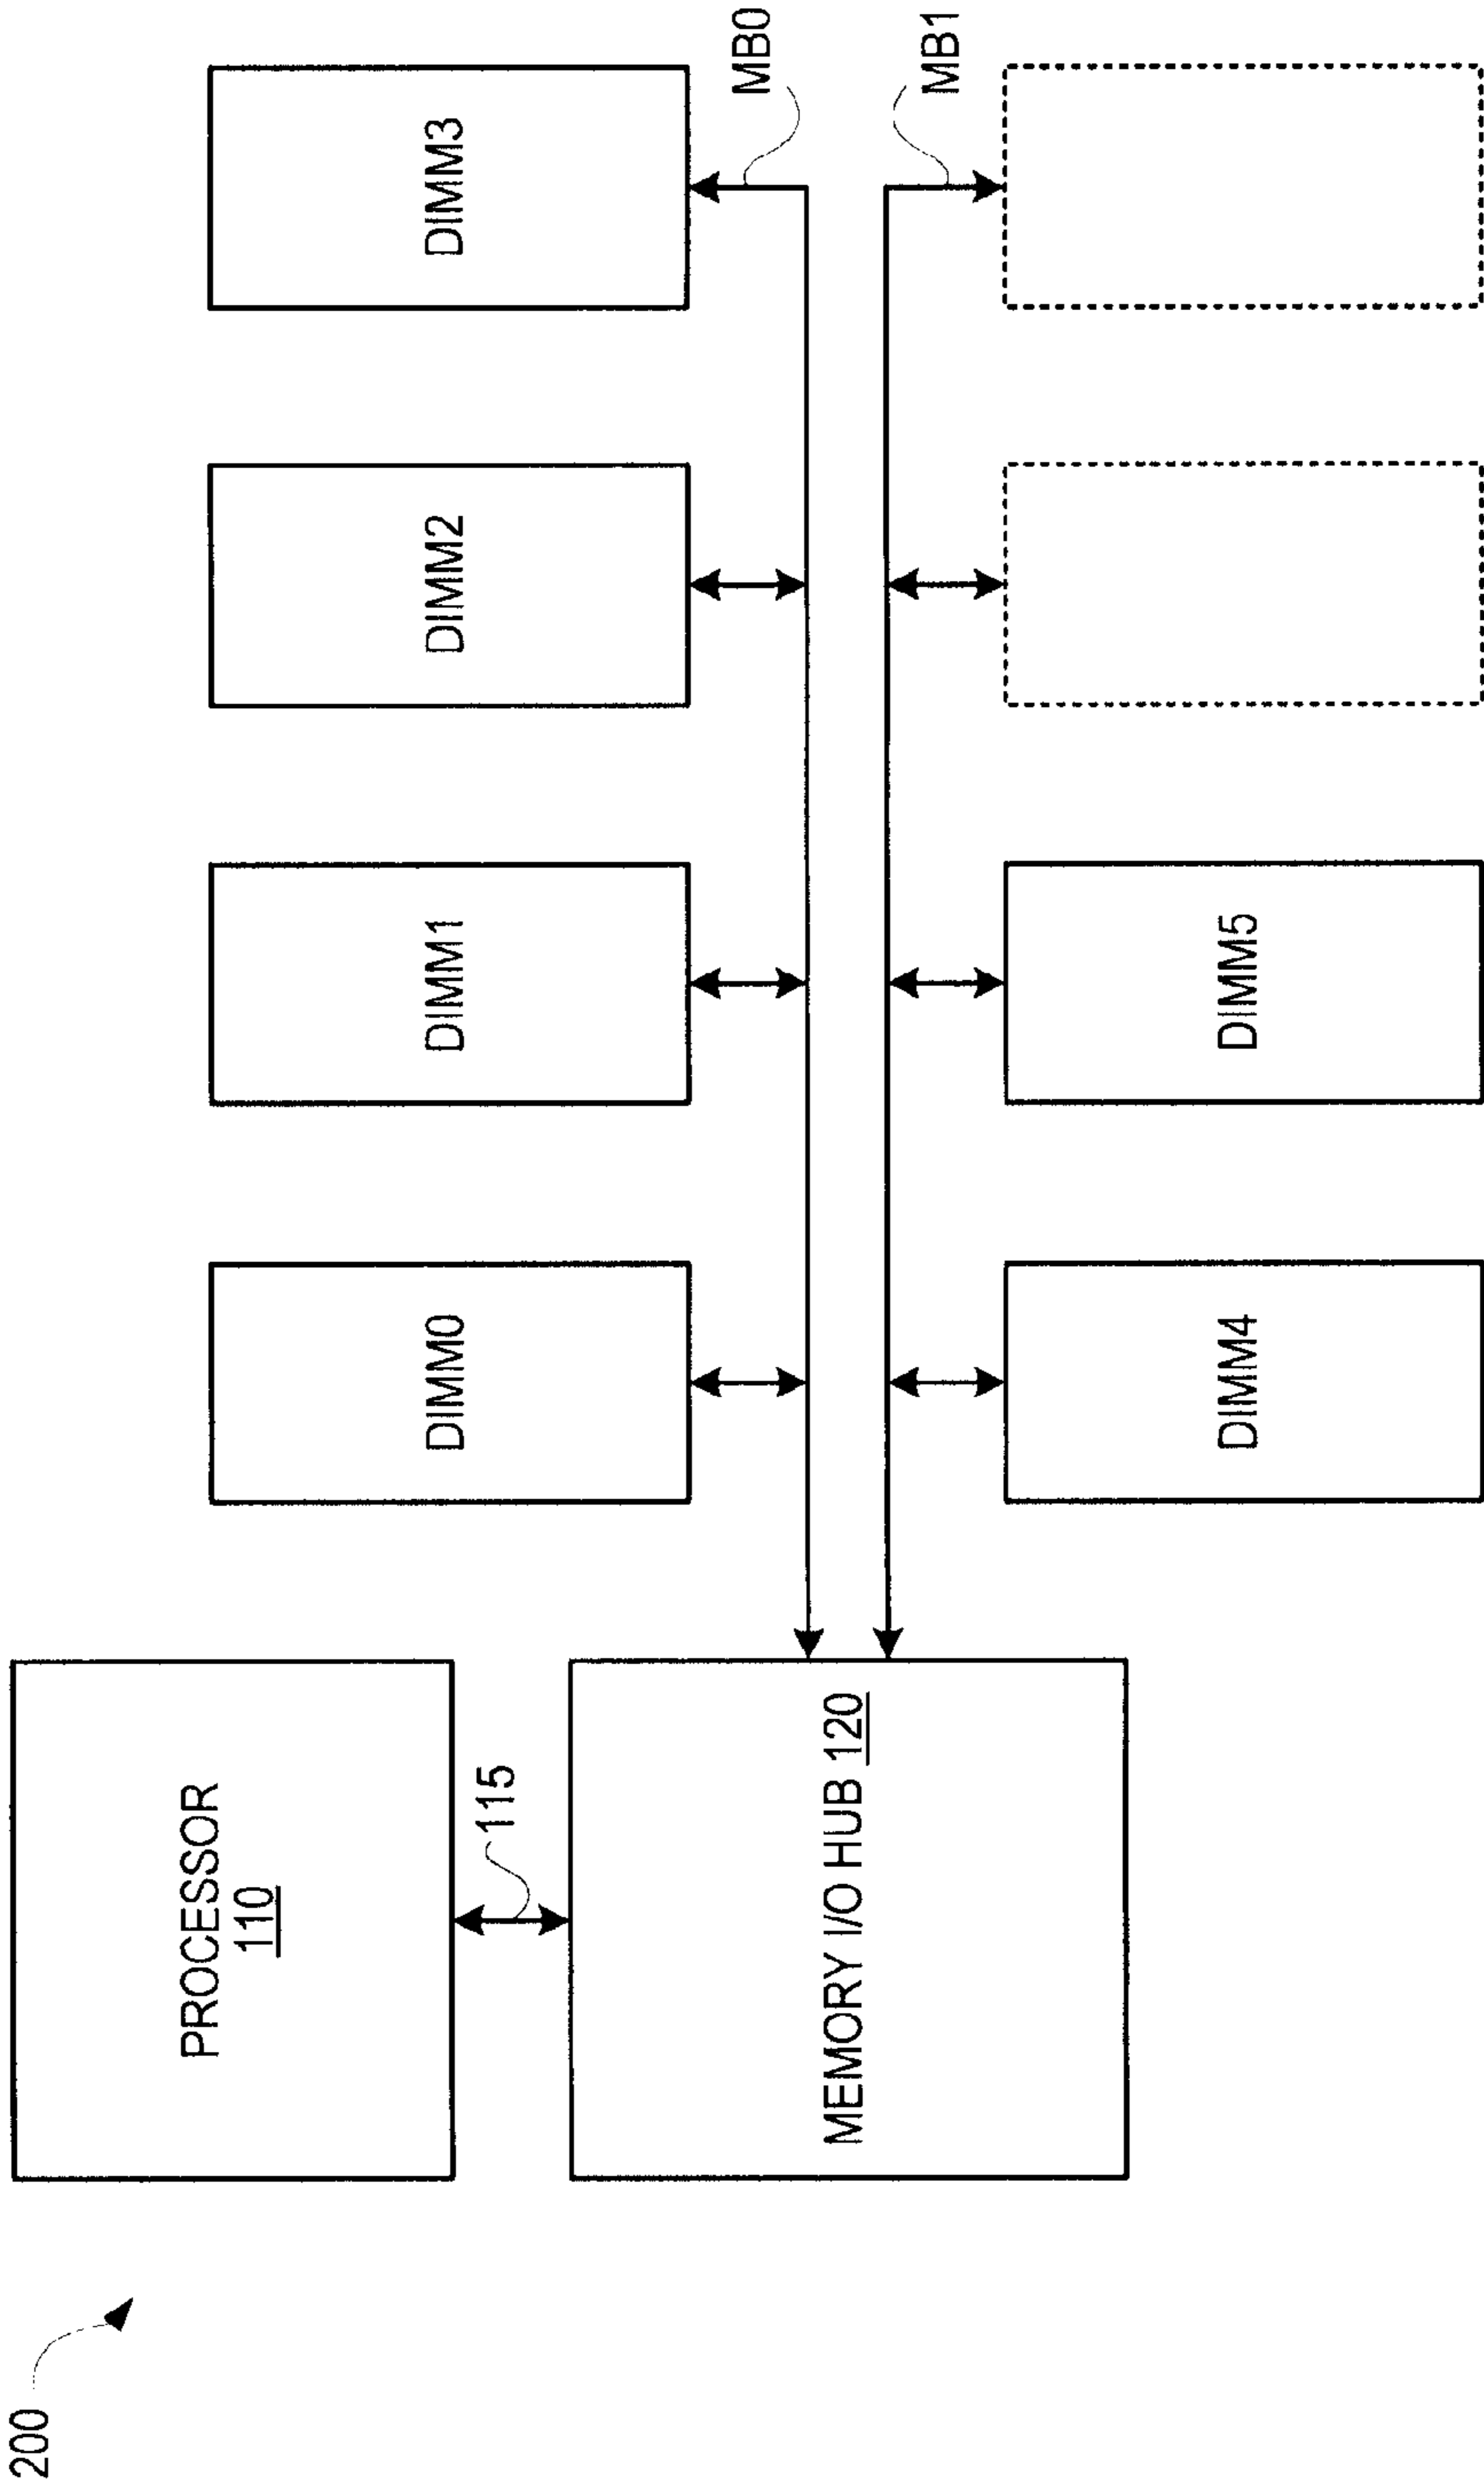 200
PROCESSOR
110
115
MEMORY I/O HUB 120
DIMM0
DIMM1
DIMM2
DIMM3
MB0
MB1
DIMM4
DIMM5